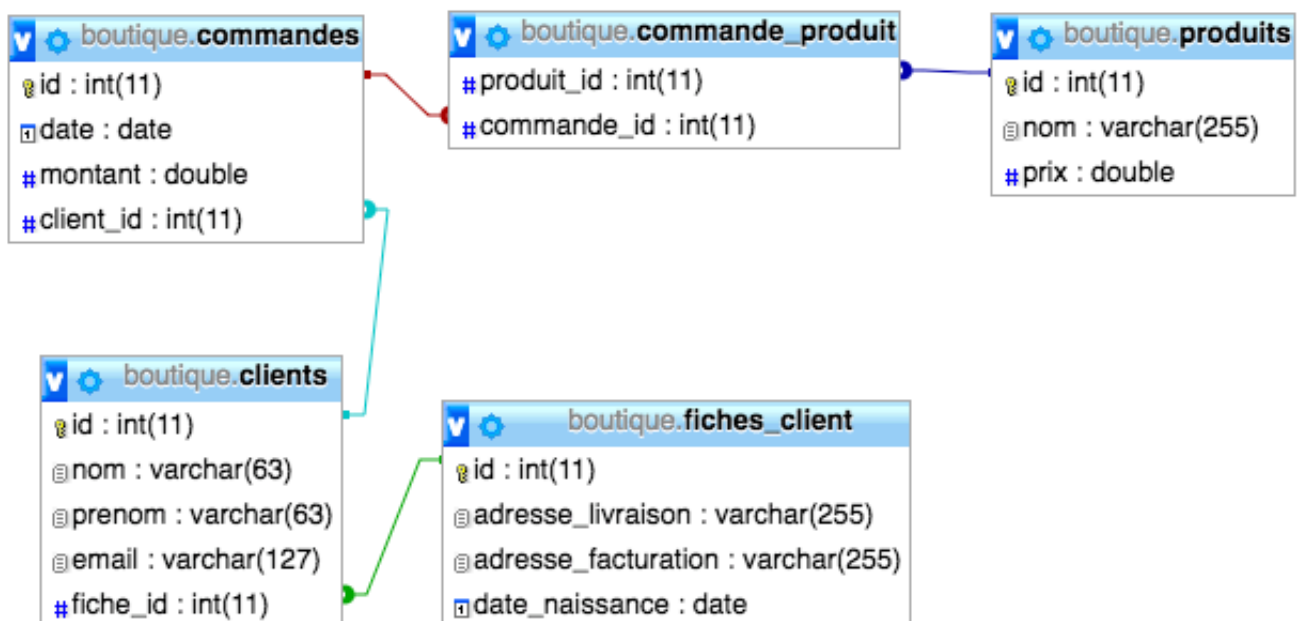 boutique.commandes
id : int(11)
date : date
montant : double
client_id : int(11)
boutique.commande_produit
produit_id : int(11)
commande_id : int(11)
boutique.produits
id : int(11)
nom : varchar(255)
prix : double
boutique.clients
id : int(11)
nom : varchar(63)
prenom : varchar(63)
email : varchar(127)
fiche_id : int(11)
boutique.fiches_client
id : int(11)
adresse_livraison : varchar(255)
adresse_facturation : varchar(255)
date_naissance : date